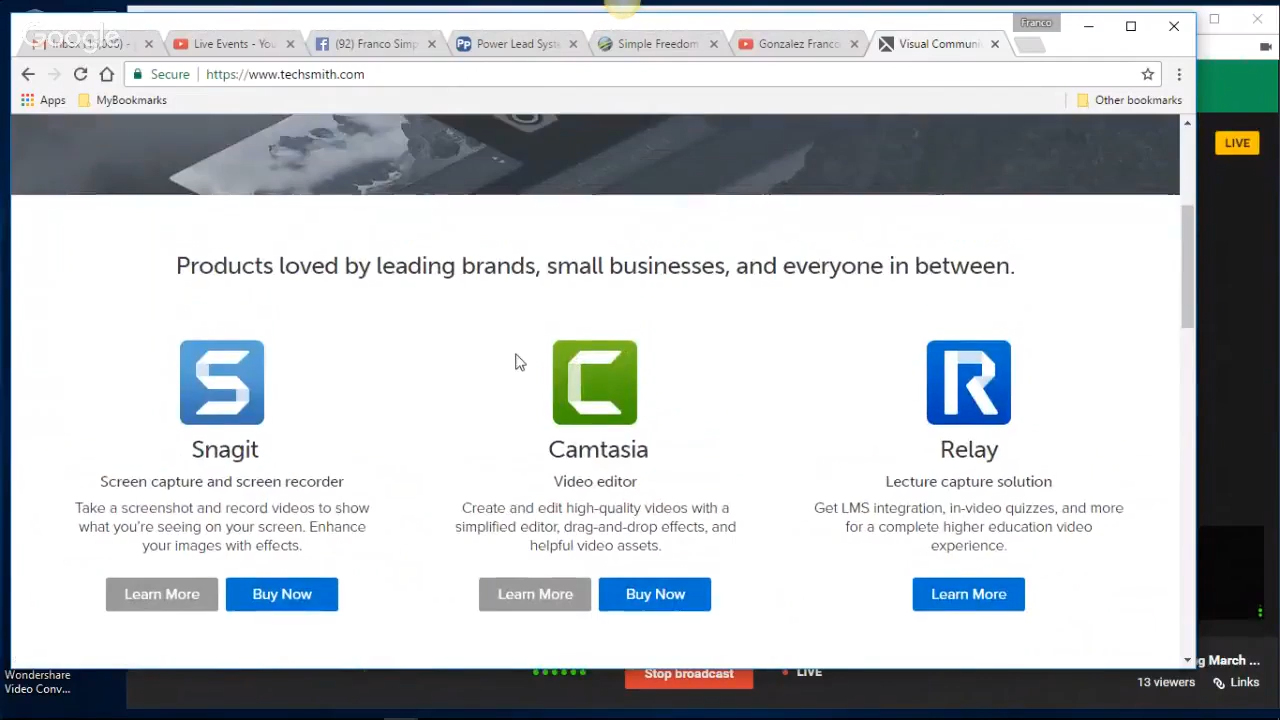 Google
Franco
Inbox
Live Events - You
(92) Franco Simp
Power Lead Syste
Simple Freedom
Gonzalez Franco
Visual Communi
Secure
https://www.techsmith.com
Apps
MyBookmarks
Other bookmarks
LIVE
Products loved by leading brands, small businesses, and everyone in between.
Snagit
Screen capture and screen recorder
Take a screenshot and record videos to show
what you're seeing on your screen. Enhance
your images with effects.
Learn More
Buy Now
Camtasia
Video editor
Create and edit high-quality videos with a
simplified editor, drag-and-drop effects, and
helpful video assets.
Learn More
Buy Now
Relay
Lecture capture solution
Get LMS integration, in-video quizzes, and more
for a complete higher education video
experience.
Learn More
Wondershare
Video Conv...
Stop broadcast
LIVE
g March ...
13 viewers
Links